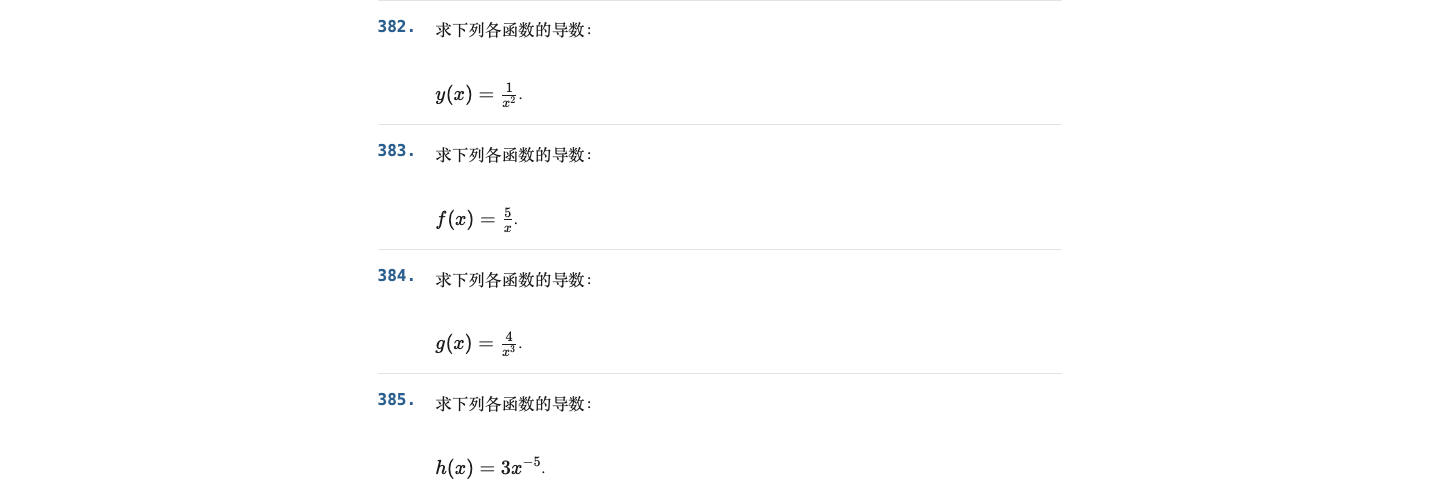 382. 求下列各函数的导数：
y(x) = 1/x².
383. 求下列各函数的导数：
f(x) = 5/x.
384. 求下列各函数的导数：
g(x) = 4/x³.
385. 求下列各函数的导数：
h(x) = 3x⁻⁵.